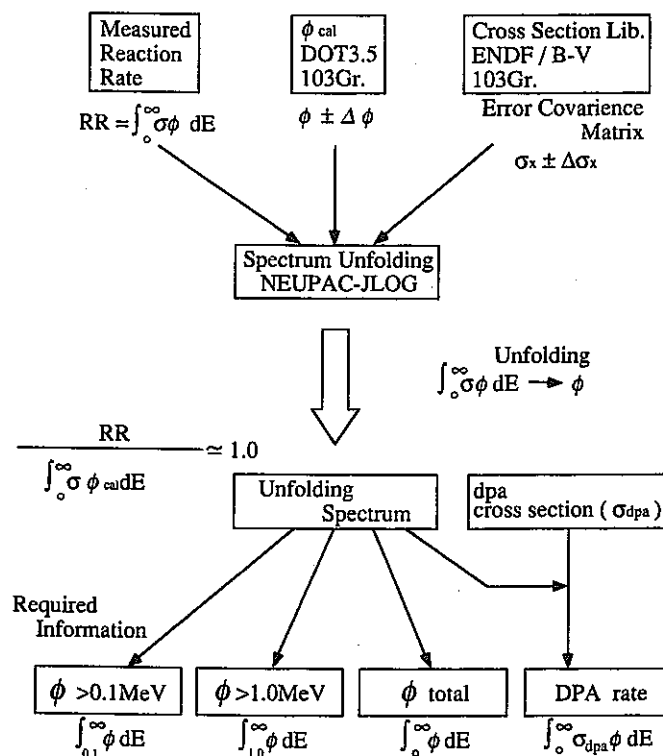 Measured
Reaction
Rate
RR = ∫₀^∞ σϕ dE
ϕ cal
DOT3.5
103Gr.
ϕ ± Δ ϕ
Cross Section Lib.
ENDF / B-V
103Gr.
Error Covarience
Matrix
σx ± Δσx
Spectrum Unfolding
NEUPAC-JLOG
Unfolding
∫₀^∞ σϕ dE → ϕ
RR
≃ 1.0
∫₀^∞ σ ϕ cal dE
Unfolding
Spectrum
dpa
cross section ( σdpa )
Required
Information
ϕ >0.1MeV
∫0.1^∞ ϕ dE
ϕ >1.0MeV
∫1.0^∞ ϕ dE
ϕ total
∫₀^∞ ϕ dE
DPA rate
∫₀^∞ σdpa ϕ dE